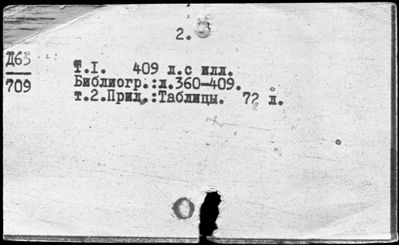 2.
Д63
709
Т.I. 409 л.с илл.
Библиогр.:л.360-409.
т.2.Прил.:Таблицы. 72 л.